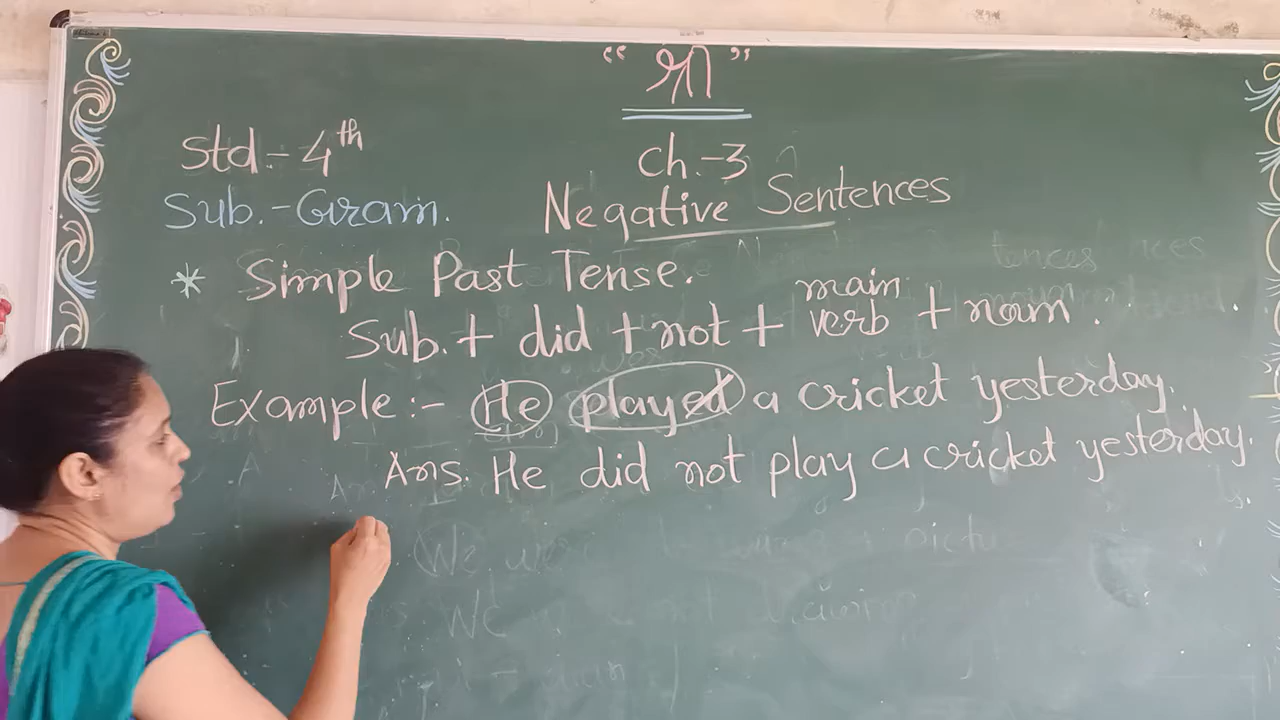 “ श्री ”
Std:- 4th
Ch.-3
Sub.-Gram.
Negative Sentences
* Simple Past Tense.
Sub. + did + not + main verb + noun.
Example:- He played a cricket yesterday.
Ans. He did not play a cricket yesterday.